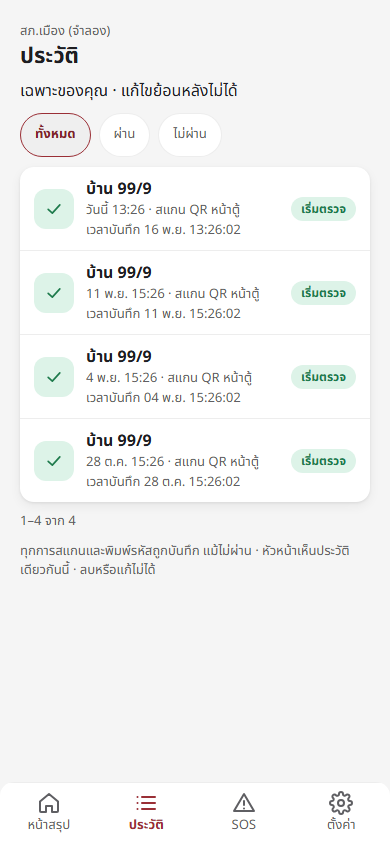 สภ.เมือง (จำลอง)
ประวัติ
เฉพาะของคุณ · แก้ไขย้อนหลังไม่ได้
ทั้งหมด
ผ่าน
ไม่ผ่าน
บ้าน 99/9
วันนี้ 13:26 · สแกน QR หน้าตู้
เวลาบันทึก 16 พ.ย. 13:26:02
เริ่มตรวจ
บ้าน 99/9
11 พ.ย. 15:26 · สแกน QR หน้าตู้
เวลาบันทึก 11 พ.ย. 15:26:02
เริ่มตรวจ
บ้าน 99/9
4 พ.ย. 15:26 · สแกน QR หน้าตู้
เวลาบันทึก 04 พ.ย. 15:26:02
เริ่มตรวจ
บ้าน 99/9
28 ต.ค. 15:26 · สแกน QR หน้าตู้
เวลาบันทึก 28 ต.ค. 15:26:02
เริ่มตรวจ
1–4 จาก 4
ทุกการสแกนและพิมพ์รหัสถูกบันทึก แม้ไม่ผ่าน · หัวหน้าเห็นประวัติ
เดียวกันนี้ · ลบหรือแก้ไม่ได้
หน้าสรุป
ประวัติ
SOS
ตั้งค่า